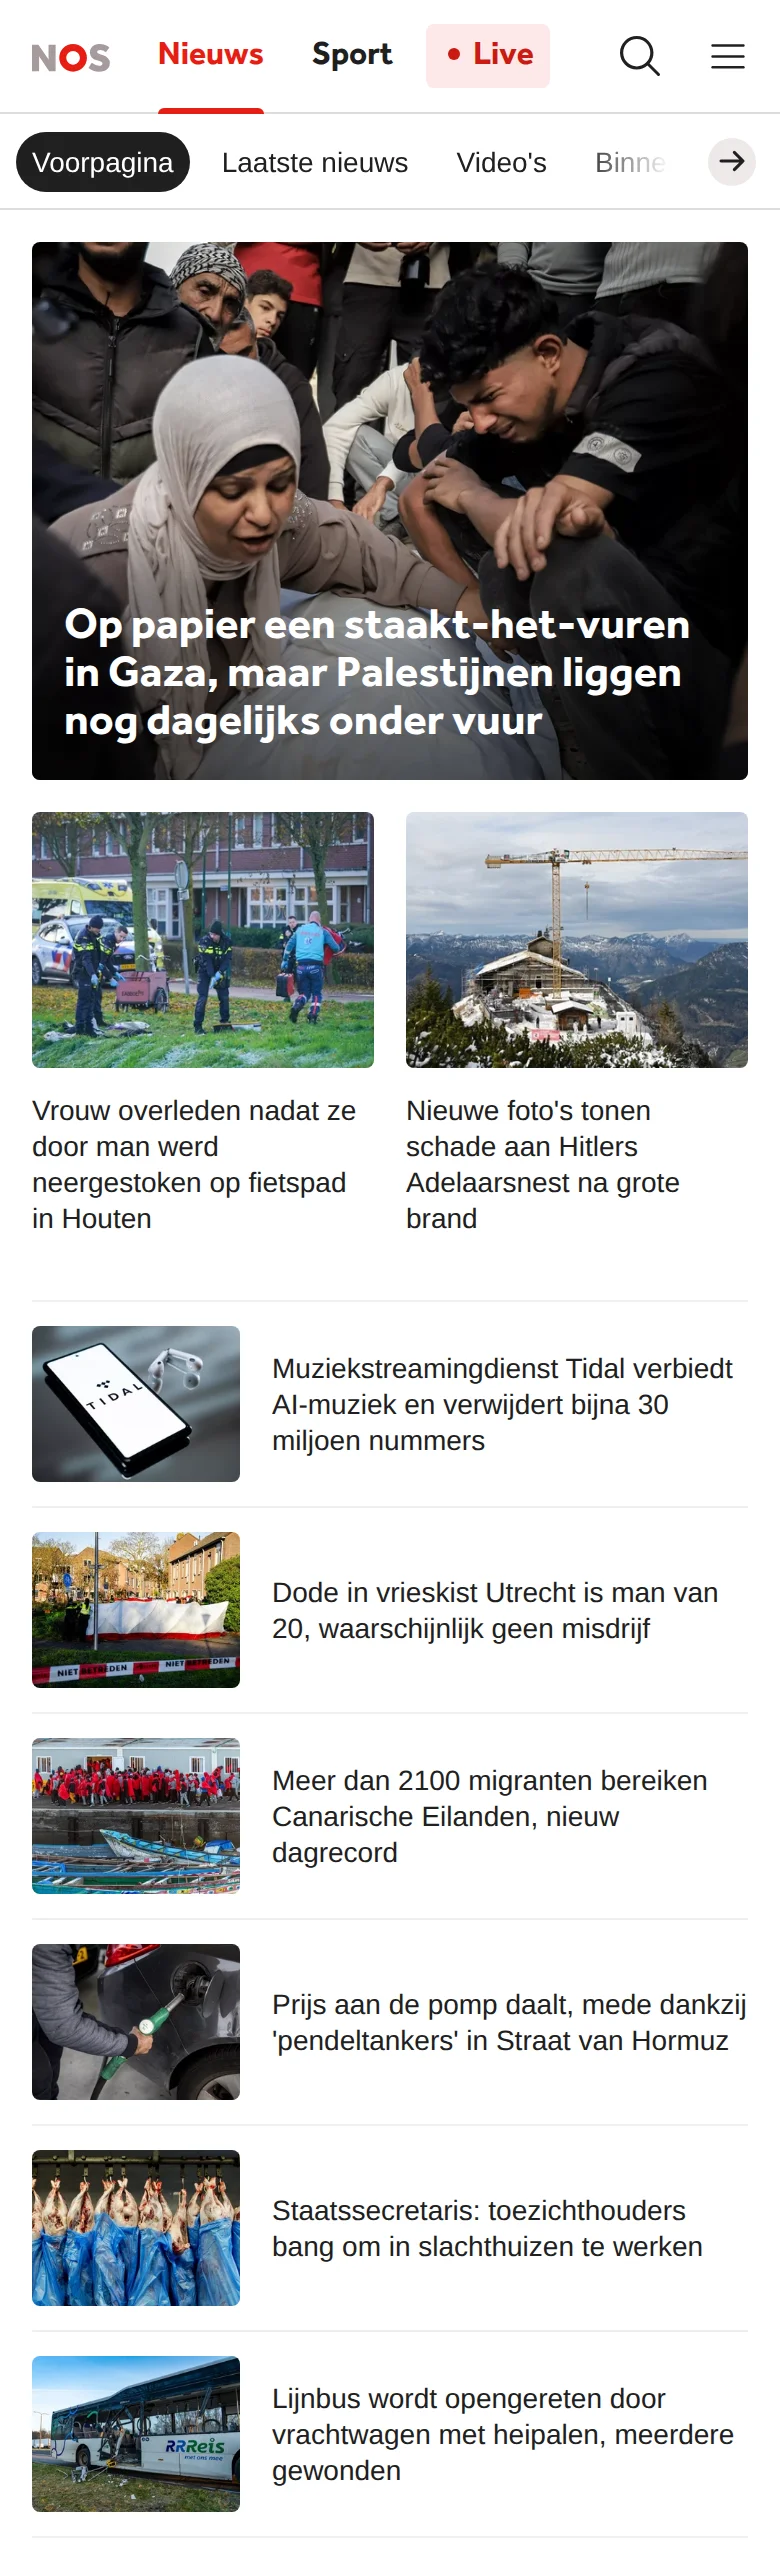 NOS Nieuws Sport Live
Voorpagina Laatste nieuws Video's Binne
Op papier een staakt-het-vuren
in Gaza, maar Palestijnen liggen
nog dagelijks onder vuur
Vrouw overleden nadat ze
door man werd
neergestoken op fietspad
in Houten
Nieuwe foto's tonen
schade aan Hitlers
Adelaarsnest na grote
brand
TIDAL
Muziekstreamingdienst Tidal verbiedt
AI-muziek en verwijdert bijna 30
miljoen nummers
NIET BETREDEN NIET BETREDEN
Dode in vrieskist Utrecht is man van
20, waarschijnlijk geen misdrijf
Meer dan 2100 migranten bereiken
Canarische Eilanden, nieuw
dagrecord
Prijs aan de pomp daalt, mede dankzij
'pendeltankers' in Straat van Hormuz
Staatssecretaris: toezichthouders
bang om in slachthuizen te werken
RRReis
met ons mee
Lijnbus wordt opengereten door
vrachtwagen met heipalen, meerdere
gewonden